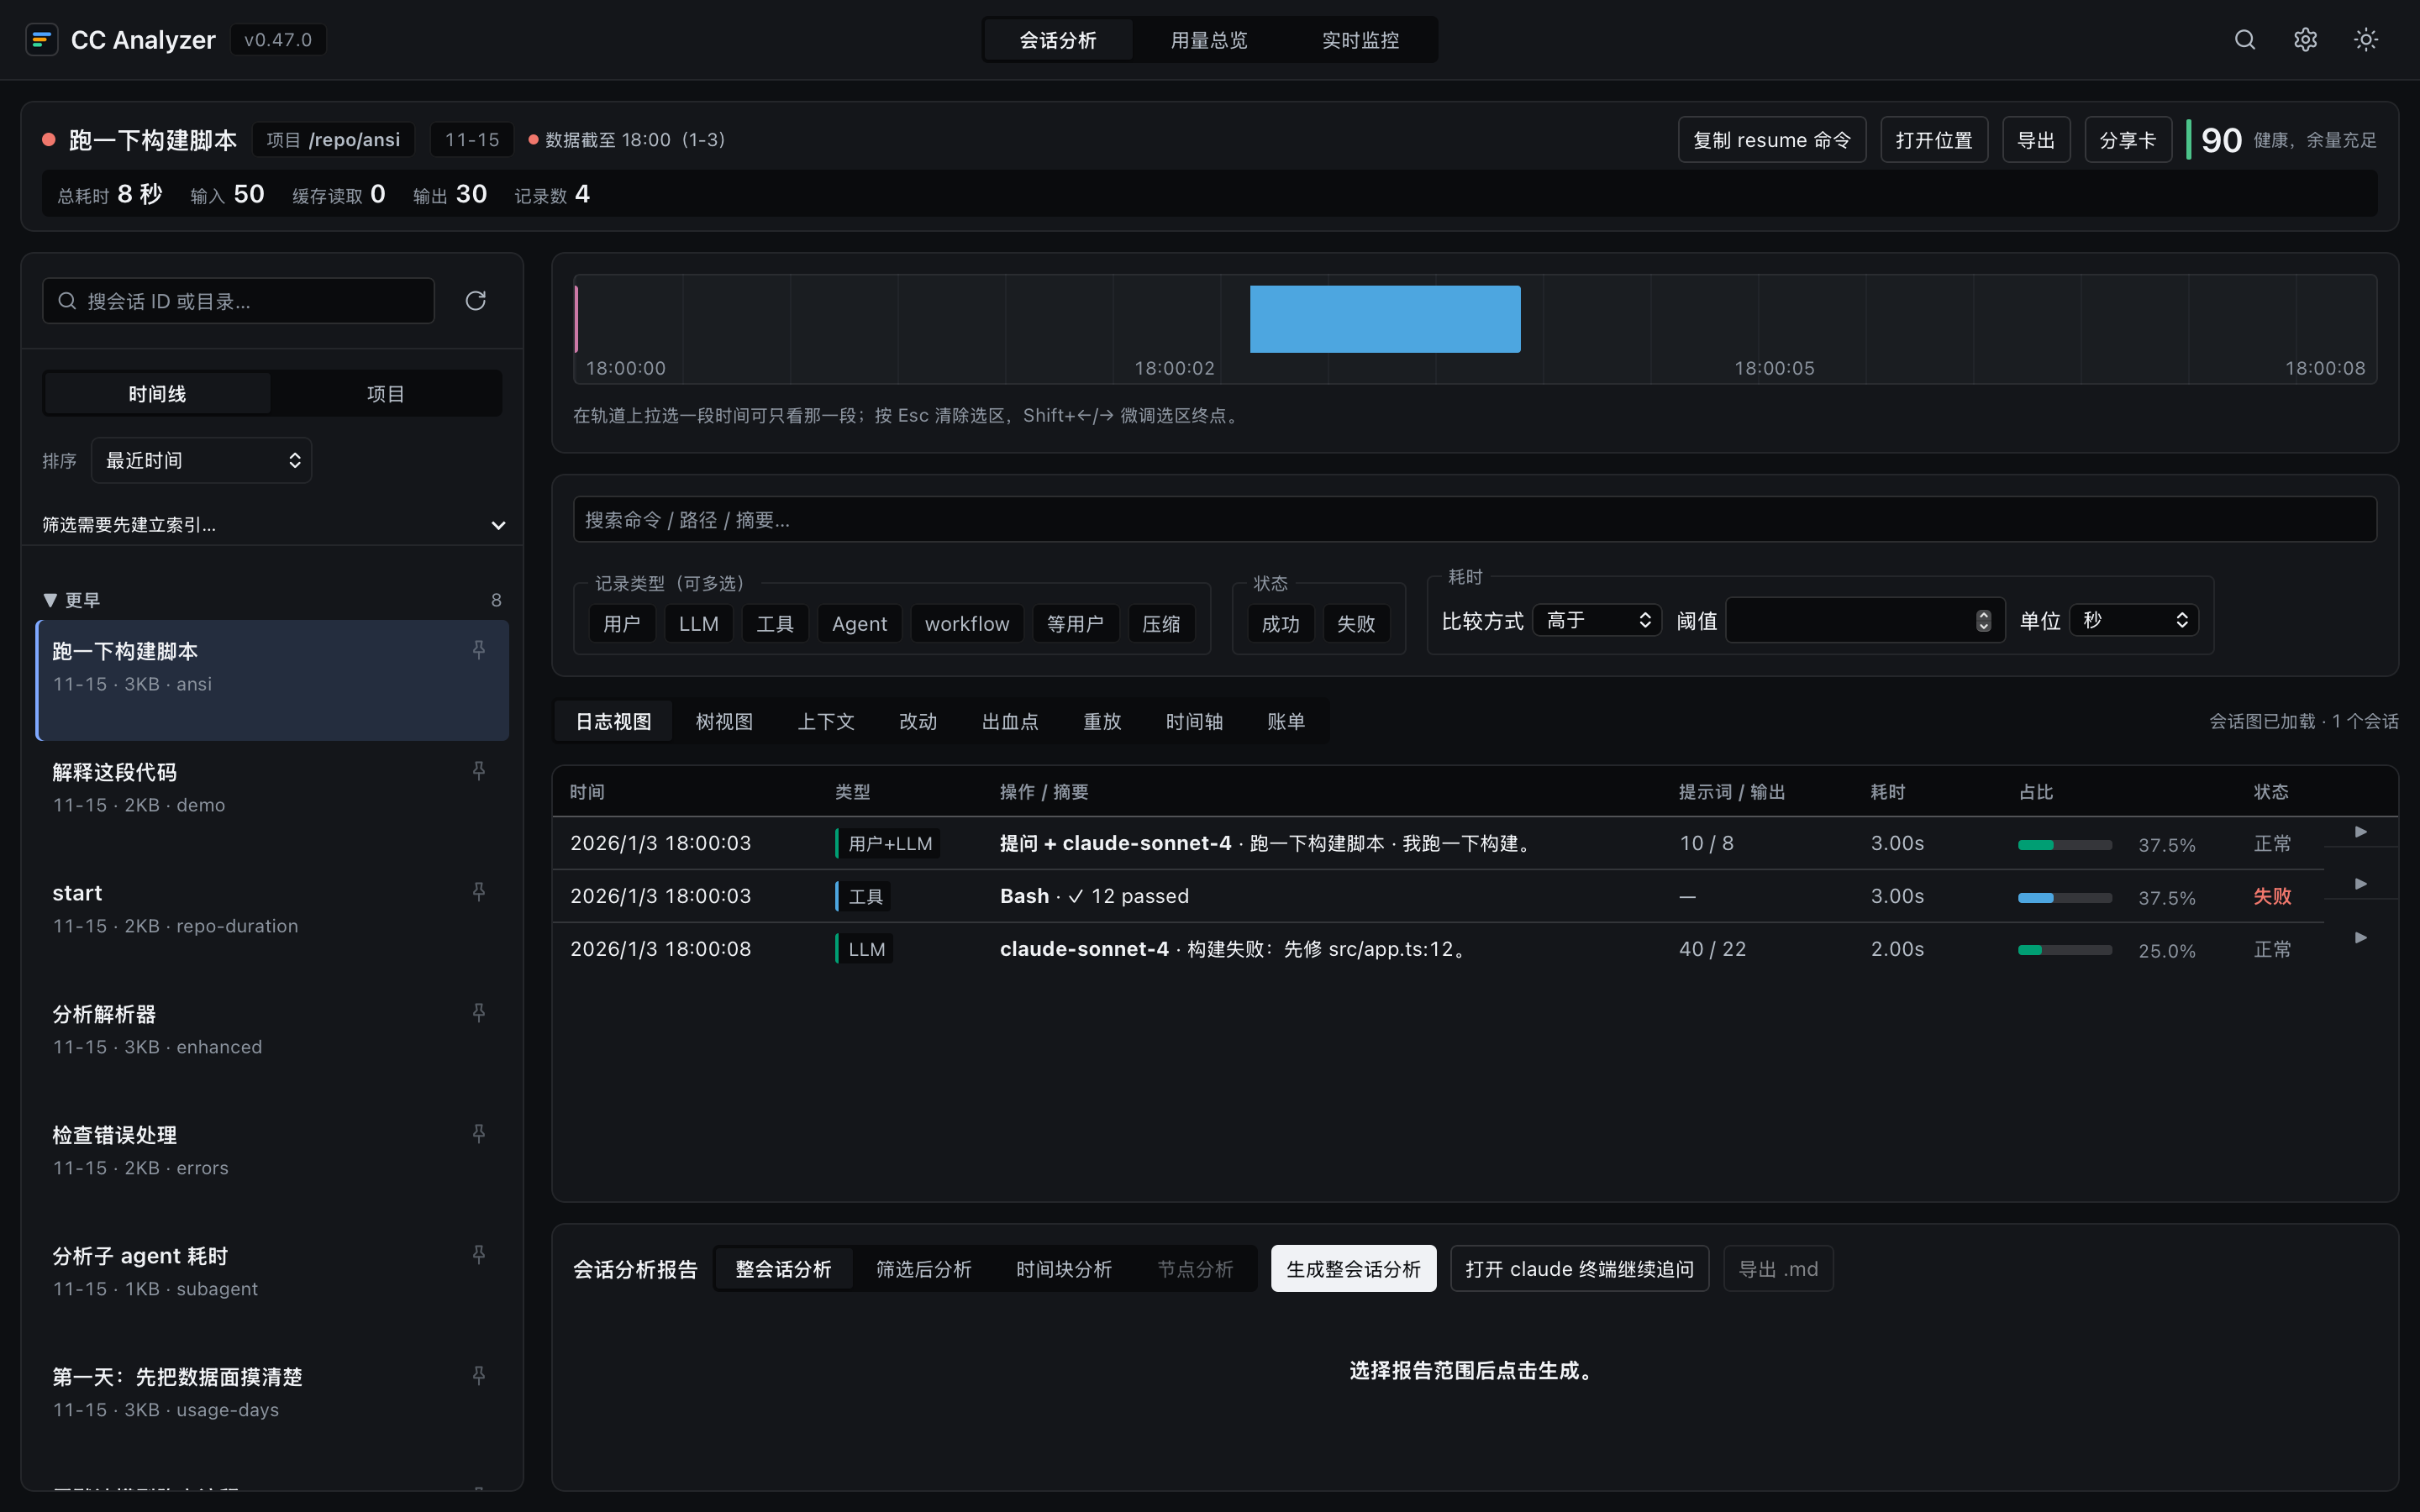 CC Analyzer v0.47.0 会话分析 用量总览 实时监控
跑一下构建脚本 项目 /repo/ansi 11-15 数据截至 18:00 (1-3) 复制 resume 命令 打开位置 导出 分享卡 90 健康，余量充足
总耗时 8 秒 输入 50 缓存读取 0 输出 30 记录数 4
搜会话 ID 或目录...
时间线 项目
排序 最近时间
筛选需要先建立索引...
▼ 更早 8
跑一下构建脚本
11-15 · 3KB · ansi
解释这段代码
11-15 · 2KB · demo
start
11-15 · 2KB · repo-duration
分析解析器
11-15 · 3KB · enhanced
检查错误处理
11-15 · 2KB · errors
分析子 agent 耗时
11-15 · 1KB · subagent
第一天：先把数据面摸清楚
11-15 · 3KB · usage-days
18:00:00 18:00:02 18:00:05 18:00:08
在轨道上拉选一段时间可只看那一段；按 Esc 清除选区，Shift+←/→ 微调选区终点。
搜索命令 / 路径 / 摘要...
记录类型（可多选） 状态 耗时
用户 LLM 工具 Agent workflow 等用户 压缩 成功 失败 比较方式 高于 阈值 单位 秒
日志视图 树视图 上下文 改动 出血点 重放 时间轴 账单 会话图已加载 · 1 个会话
时间 类型 操作 / 摘要 提示词 / 输出 耗时 占比 状态
2026/1/3 18:00:03 用户+LLM 提问 + claude-sonnet-4 · 跑一下构建脚本 · 我跑一下构建。 10 / 8 3.00s 37.5% 正常 ▶
2026/1/3 18:00:03 工具 Bash · ✓ 12 passed — 3.00s 37.5% 失败 ▶
2026/1/3 18:00:08 LLM claude-sonnet-4 · 构建失败：先修 src/app.ts:12。 40 / 22 2.00s 25.0% 正常 ▶
会话分析报告 整会话分析 筛选后分析 时间块分析 节点分析 生成整会话分析 打开 claude 终端继续追问 导出 .md
选择报告范围后点击生成。